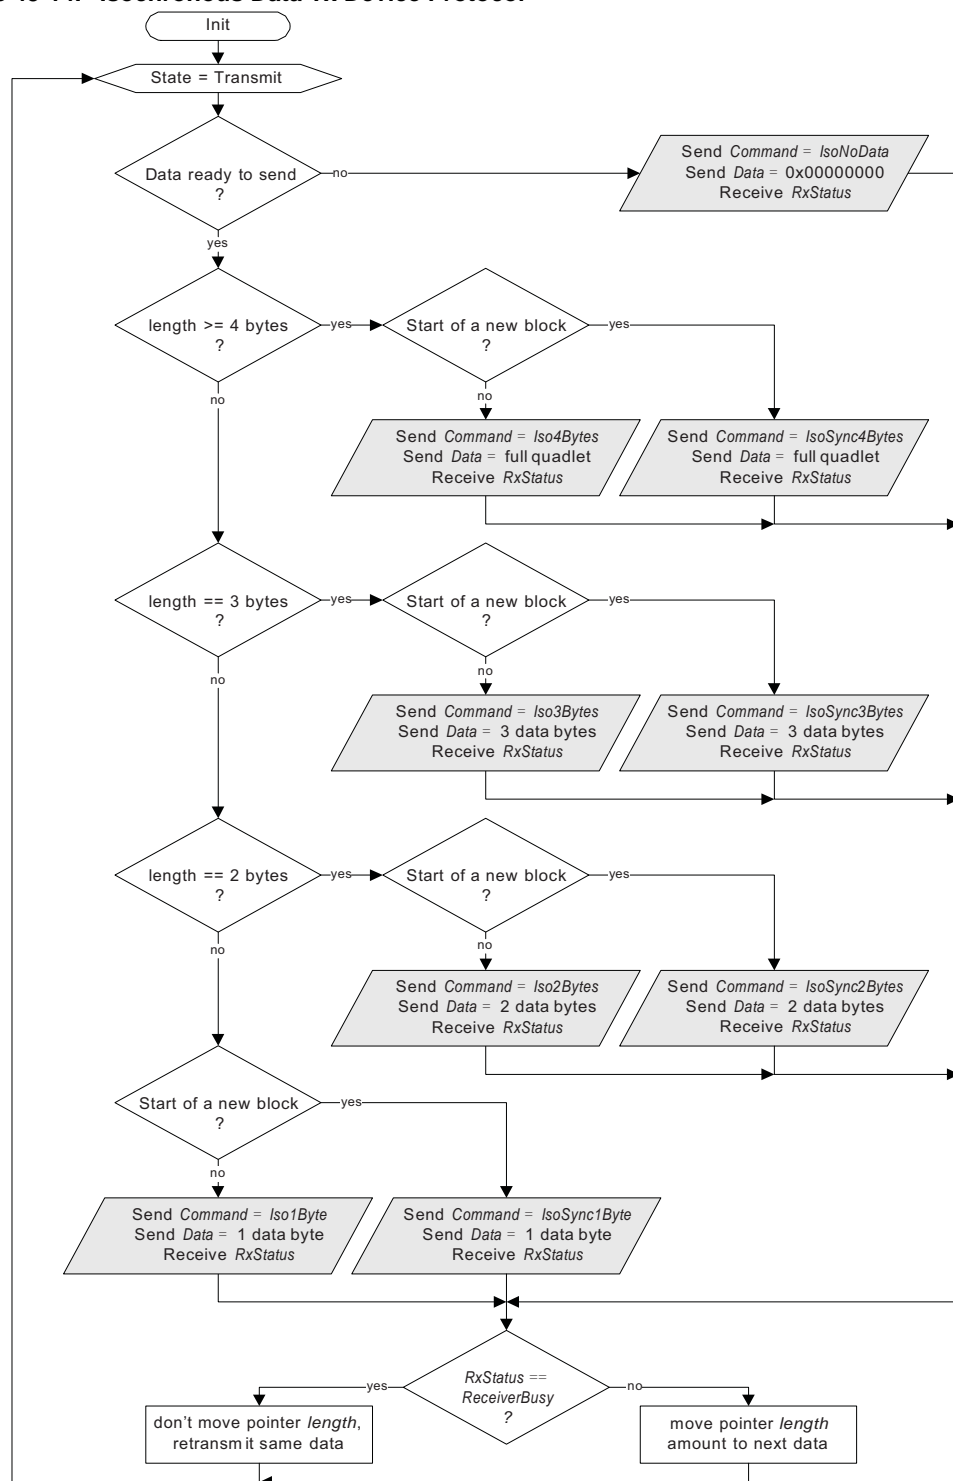 Init
State = Transmit
Data ready to send
?
no
Send Command = IsoNoData
Send Data = 0x00000000
Receive RxStatus
yes
length >= 4 bytes
?
yes
Start of a new block
?
yes
no
no
Send Command = Iso4Bytes
Send Data = full quadlet
Receive RxStatus
Send Command = IsoSync4Bytes
Send Data = full quadlet
Receive RxStatus
length == 3 bytes
?
yes
Start of a new block
?
yes
no
no
Send Command = Iso3Bytes
Send Data = 3 data bytes
Receive RxStatus
Send Command = IsoSync3Bytes
Send Data = 3 data bytes
Receive RxStatus
length == 2 bytes
?
yes
Start of a new block
?
yes
no
no
Send Command = Iso2Bytes
Send Data = 2 data bytes
Receive RxStatus
Send Command = IsoSync2Bytes
Send Data = 2 data bytes
Receive RxStatus
Start of a new block
?
yes
no
Send Command = Iso1Byte
Send Data = 1 data byte
Receive RxStatus
Send Command = IsoSync1Byte
Send Data = 1 data byte
Receive RxStatus
RxStatus ==
ReceiverBusy
?
yes
no
don't move pointer length,
retransmit same data
move pointer length
amount to next data